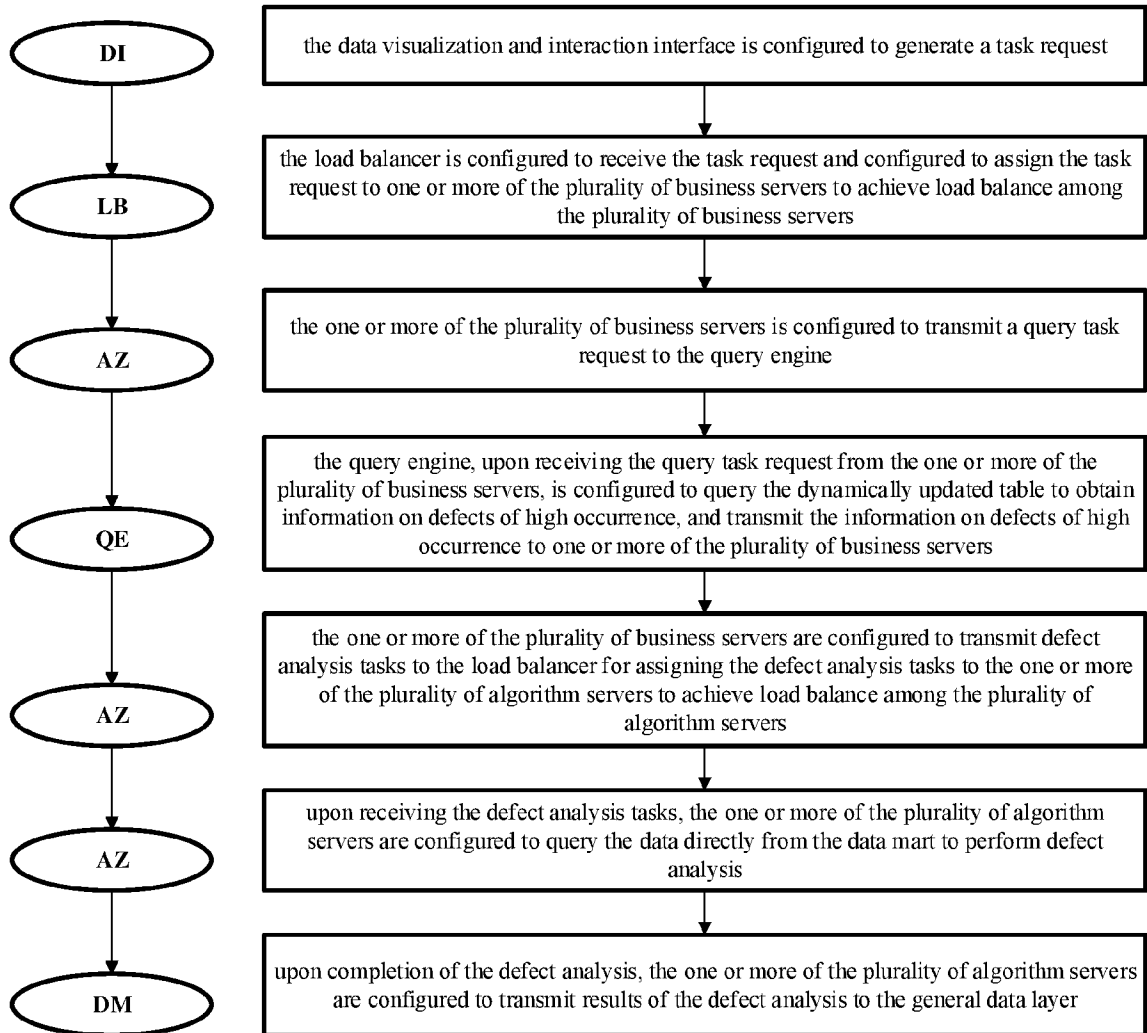 DI
the data visualization and interaction interface is configured to generate a task request
LB
the load balancer is configured to receive the task request and configured to assign the task
request to one or more of the plurality of business servers to achieve load balance among
the plurality of business servers
AZ
the one or more of the plurality of business servers is configured to transmit a query task
request to the query engine
QE
the query engine, upon receiving the query task request from the one or more of the
plurality of business servers, is configured to query the dynamically updated table to obtain
information on defects of high occurrence, and transmit the information on defects of high
occurrence to one or more of the plurality of business servers
AZ
the one or more of the plurality of business servers are configured to transmit defect
analysis tasks to the load balancer for assigning the defect analysis tasks to the one or more
of the plurality of algorithm servers to achieve load balance among the plurality of
algorithm servers
AZ
upon receiving the defect analysis tasks, the one or more of the plurality of algorithm
servers are configured to query the data directly from the data mart to perform defect
analysis
DM
upon completion of the defect analysis, the one or more of the plurality of algorithm servers
are configured to transmit results of the defect analysis to the general data layer